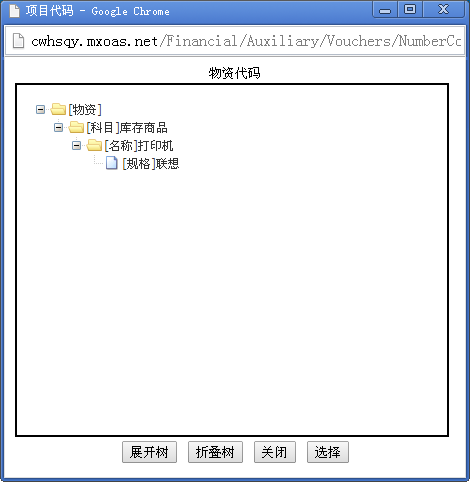 项目代码 - Google Chrome
cwhsqy.mxoas.net/Financial/Auxiliary/Vouchers/NumberCo
物资代码
[物资]
[科目]库存商品
[名称]打印机
[规格]联想
展开树 折叠树 关闭 选择